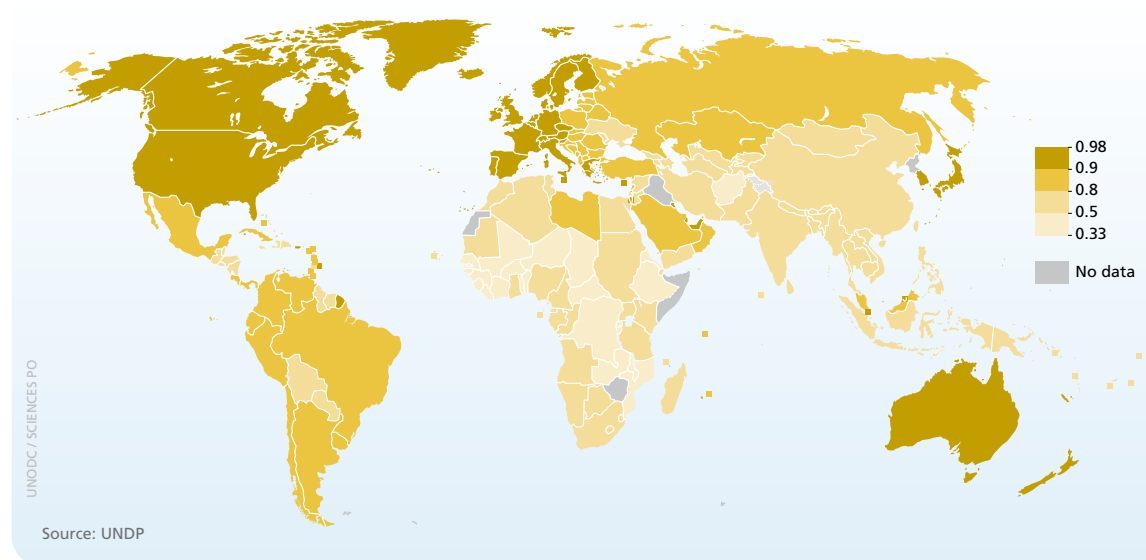 0.98
0.9
0.8
0.5
0.33
No data
UNODC / SCIENCES PO
Source: UNDP